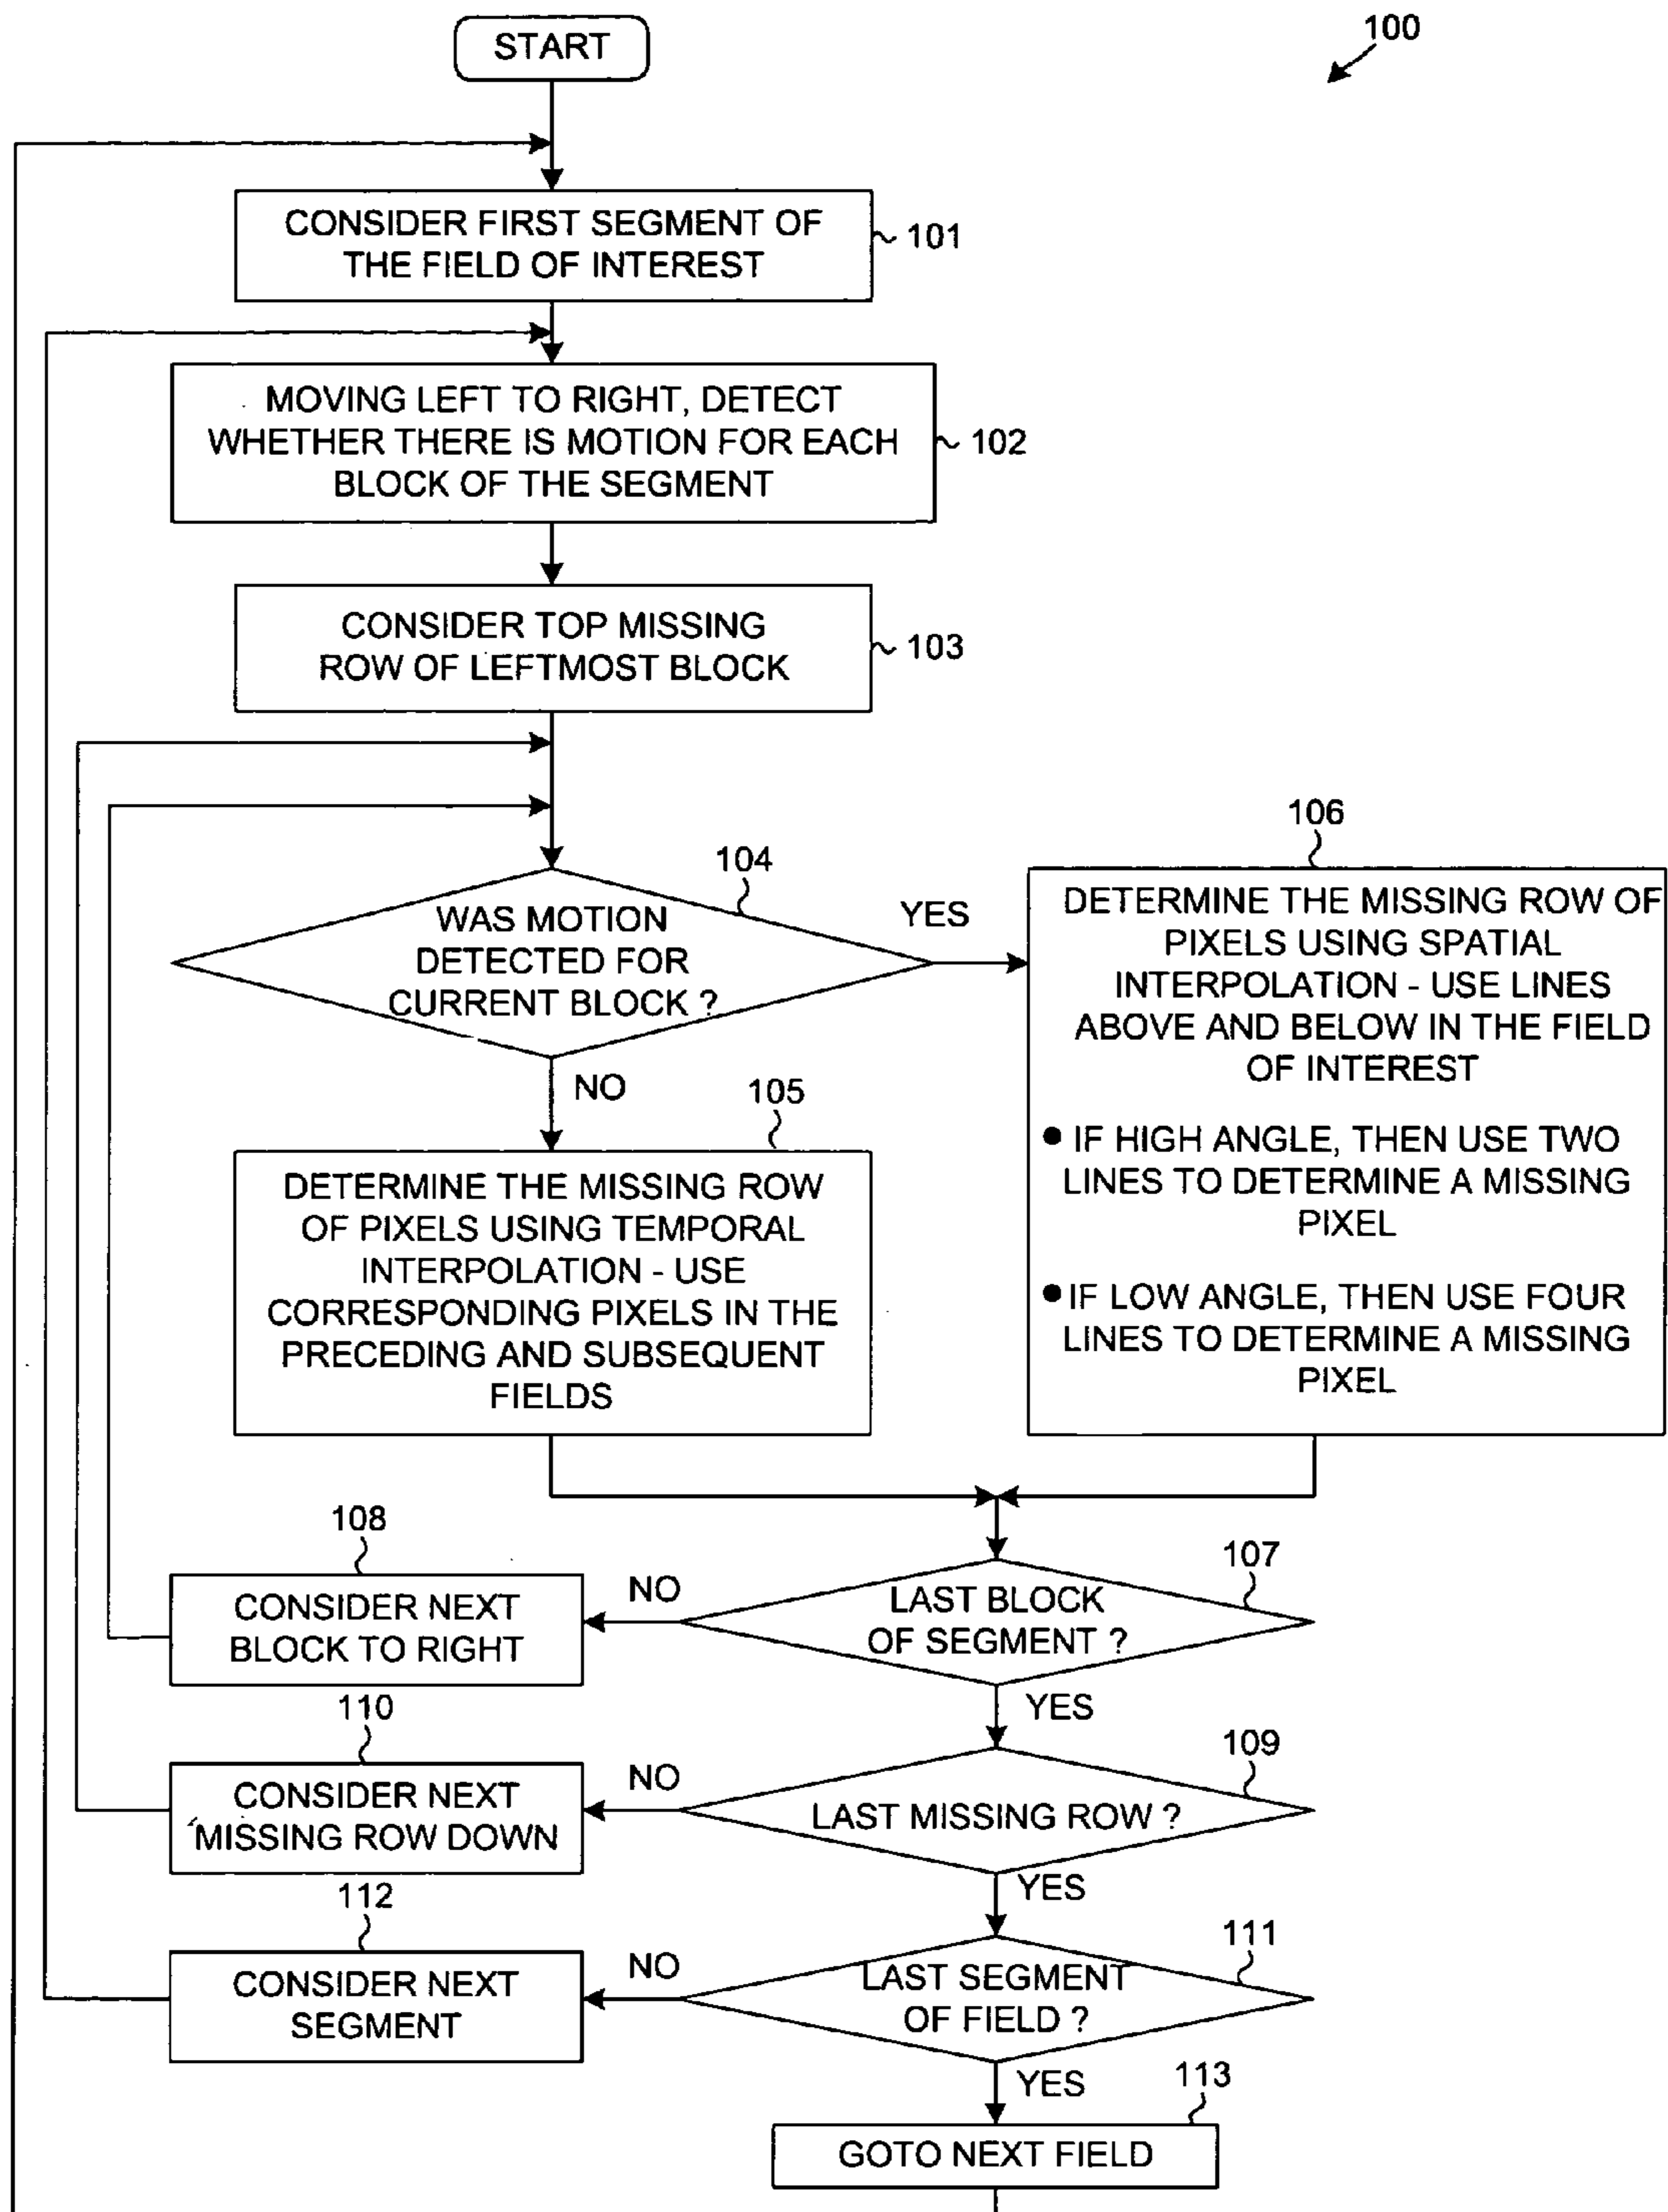 START
100
CONSIDER FIRST SEGMENT OF
THE FIELD OF INTEREST
101
MOVING LEFT TO RIGHT, DETECT
WHETHER THERE IS MOTION FOR EACH
BLOCK OF THE SEGMENT
102
CONSIDER TOP MISSING
ROW OF LEFTMOST BLOCK
103
104
WAS MOTION
DETECTED FOR
CURRENT BLOCK ?
YES
NO
106
DETERMINE THE MISSING ROW OF
PIXELS USING SPATIAL
INTERPOLATION - USE LINES
ABOVE AND BELOW IN THE FIELD
OF INTEREST
● IF HIGH ANGLE, THEN USE TWO
LINES TO DETERMINE A MISSING
PIXEL
● IF LOW ANGLE, THEN USE FOUR
LINES TO DETERMINE A MISSING
PIXEL
105
DETERMINE THE MISSING ROW
OF PIXELS USING TEMPORAL
INTERPOLATION - USE
CORRESPONDING PIXELS IN THE
PRECEDING AND SUBSEQUENT
FIELDS
107
LAST BLOCK
OF SEGMENT ?
NO
YES
108
CONSIDER NEXT
BLOCK TO RIGHT
109
LAST MISSING ROW ?
NO
YES
110
CONSIDER NEXT
MISSING ROW DOWN
111
LAST SEGMENT
OF FIELD ?
NO
YES
112
CONSIDER NEXT
SEGMENT
113
GOTO NEXT FIELD